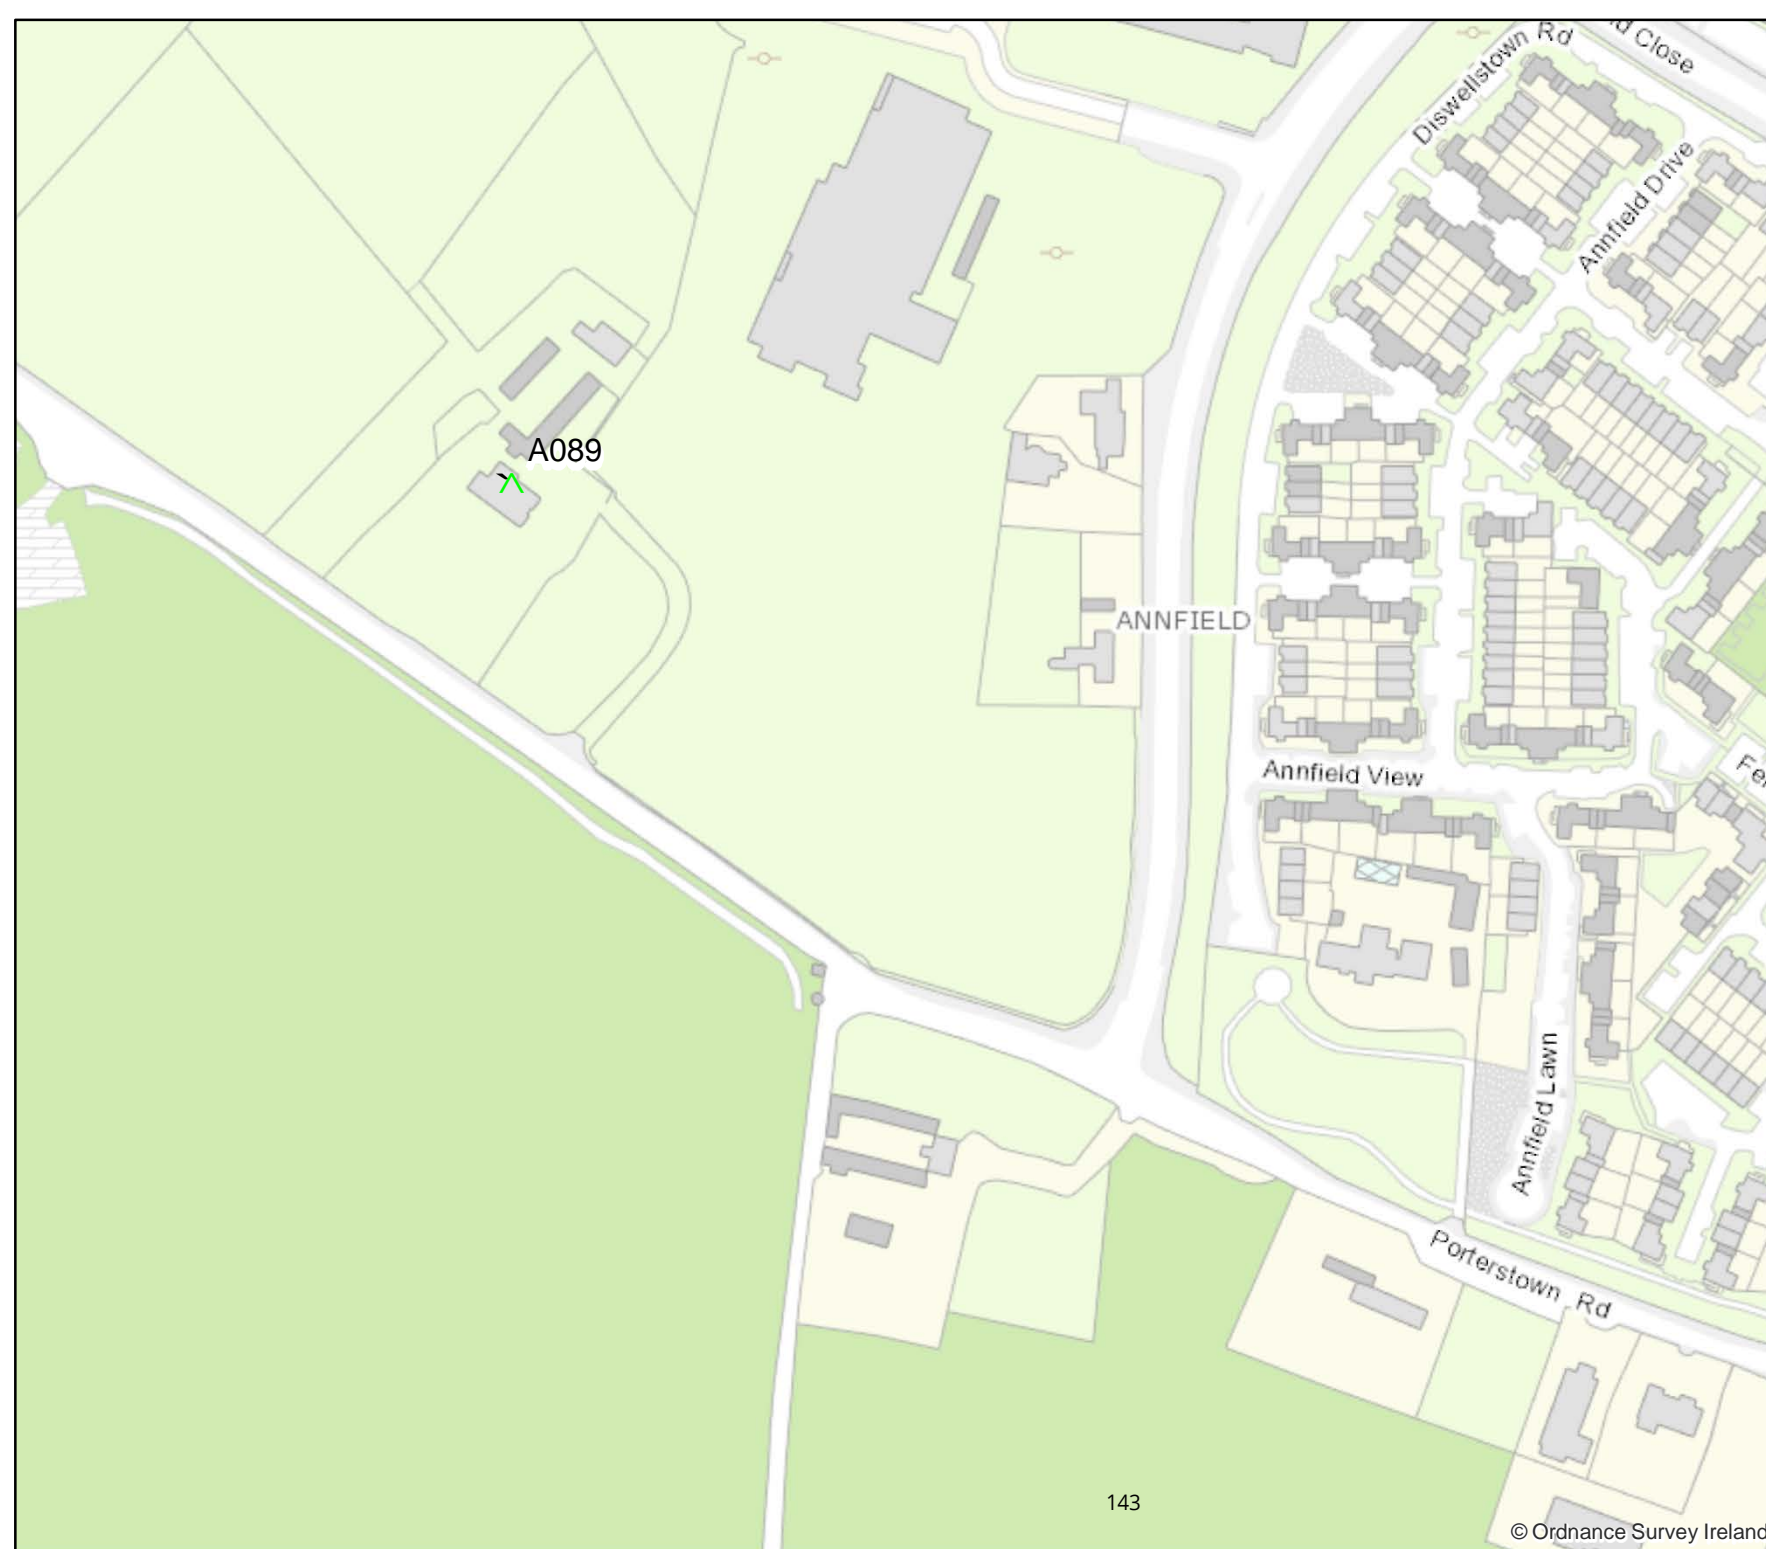 Diswellstown Rd
Close
Annfield Drive
A089
ANNFIELD
Annfield View
Annfield Lawn
Porterstown Rd
143
© Ordnance Survey Ireland